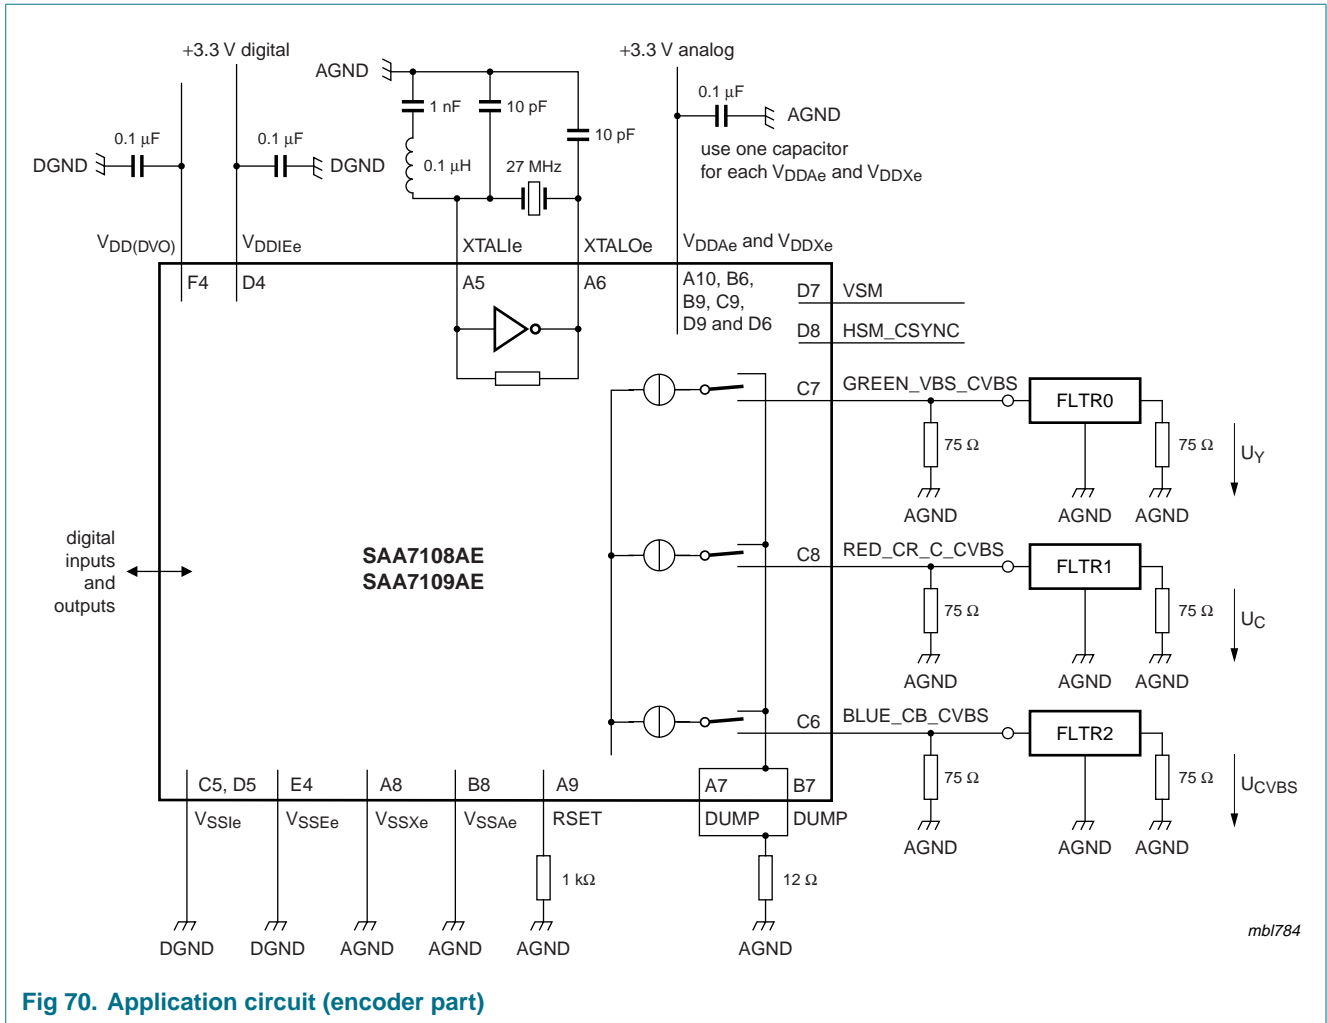 +3.3 V digital
+3.3 V analog
AGND
1 nF
10 pF
10 pF
0.1 μF
AGND
0.1 μF
0.1 μF
DGND
DGND
0.1 μH
27 MHz
use one capacitor
for each VDDAe and VDDXe
VDD(DVO)
VDDIEe
XTALIe
XTALOe
VDDAe and VDDXe
F4
D4
A5
A6
A10, B6,
B9, C9,
D9 and D6
D7
VSM
D8
HSM_CSYNC
C7
GREEN_VBS_CVBS
FLTR0
75 Ω
75 Ω
UY
AGND
AGND
AGND
digital
inputs
and
outputs
SAA7108AE
SAA7109AE
C8
RED_CR_C_CVBS
FLTR1
75 Ω
75 Ω
UC
AGND
AGND
AGND
C6
BLUE_CB_CVBS
FLTR2
75 Ω
75 Ω
UCVBS
AGND
AGND
AGND
C5, D5
E4
A8
B8
A9
A7
B7
VSSIe
VSSEe
VSSXe
VSSAe
RSET
DUMP
DUMP
1 kΩ
12 Ω
DGND
DGND
AGND
AGND
AGND
AGND
mbl784
Fig 70. Application circuit (encoder part)